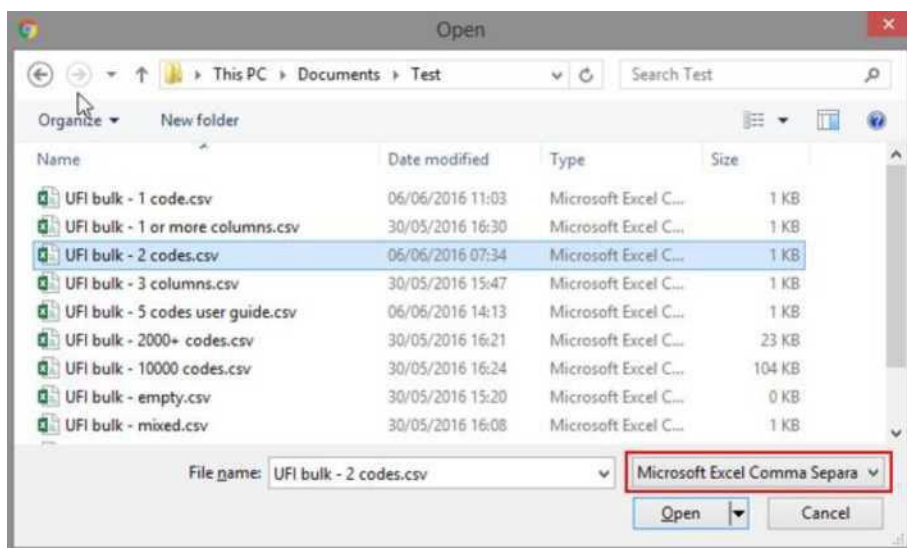 Open
This PC Documents Test Search Test
Organize New folder
Name Date modified Type Size
UFI bulk - 1 code.csv 06/06/2016 11:03 Microsoft Excel C... 1 KB
UFI bulk - 1 or more columns.csv 30/05/2016 16:30 Microsoft Excel C... 1 KB
UFI bulk - 2 codes.csv 06/06/2016 07:34 Microsoft Excel C... 1 KB
UFI bulk - 3 columns.csv 30/05/2016 15:47 Microsoft Excel C... 1 KB
UFI bulk - 5 codes user guide.csv 06/06/2016 14:13 Microsoft Excel C... 1 KB
UFI bulk - 2000+ codes.csv 30/05/2016 16:21 Microsoft Excel C... 23 KB
UFI bulk - 10000 codes.csv 30/05/2016 16:24 Microsoft Excel C... 104 KB
UFI bulk - empty.csv 30/05/2016 15:20 Microsoft Excel C... 0 KB
UFI bulk - mixed.csv 30/05/2016 16:08 Microsoft Excel C... 1 KB
File name: UFI bulk - 2 codes.csv Microsoft Excel Comma Separa
Open Cancel